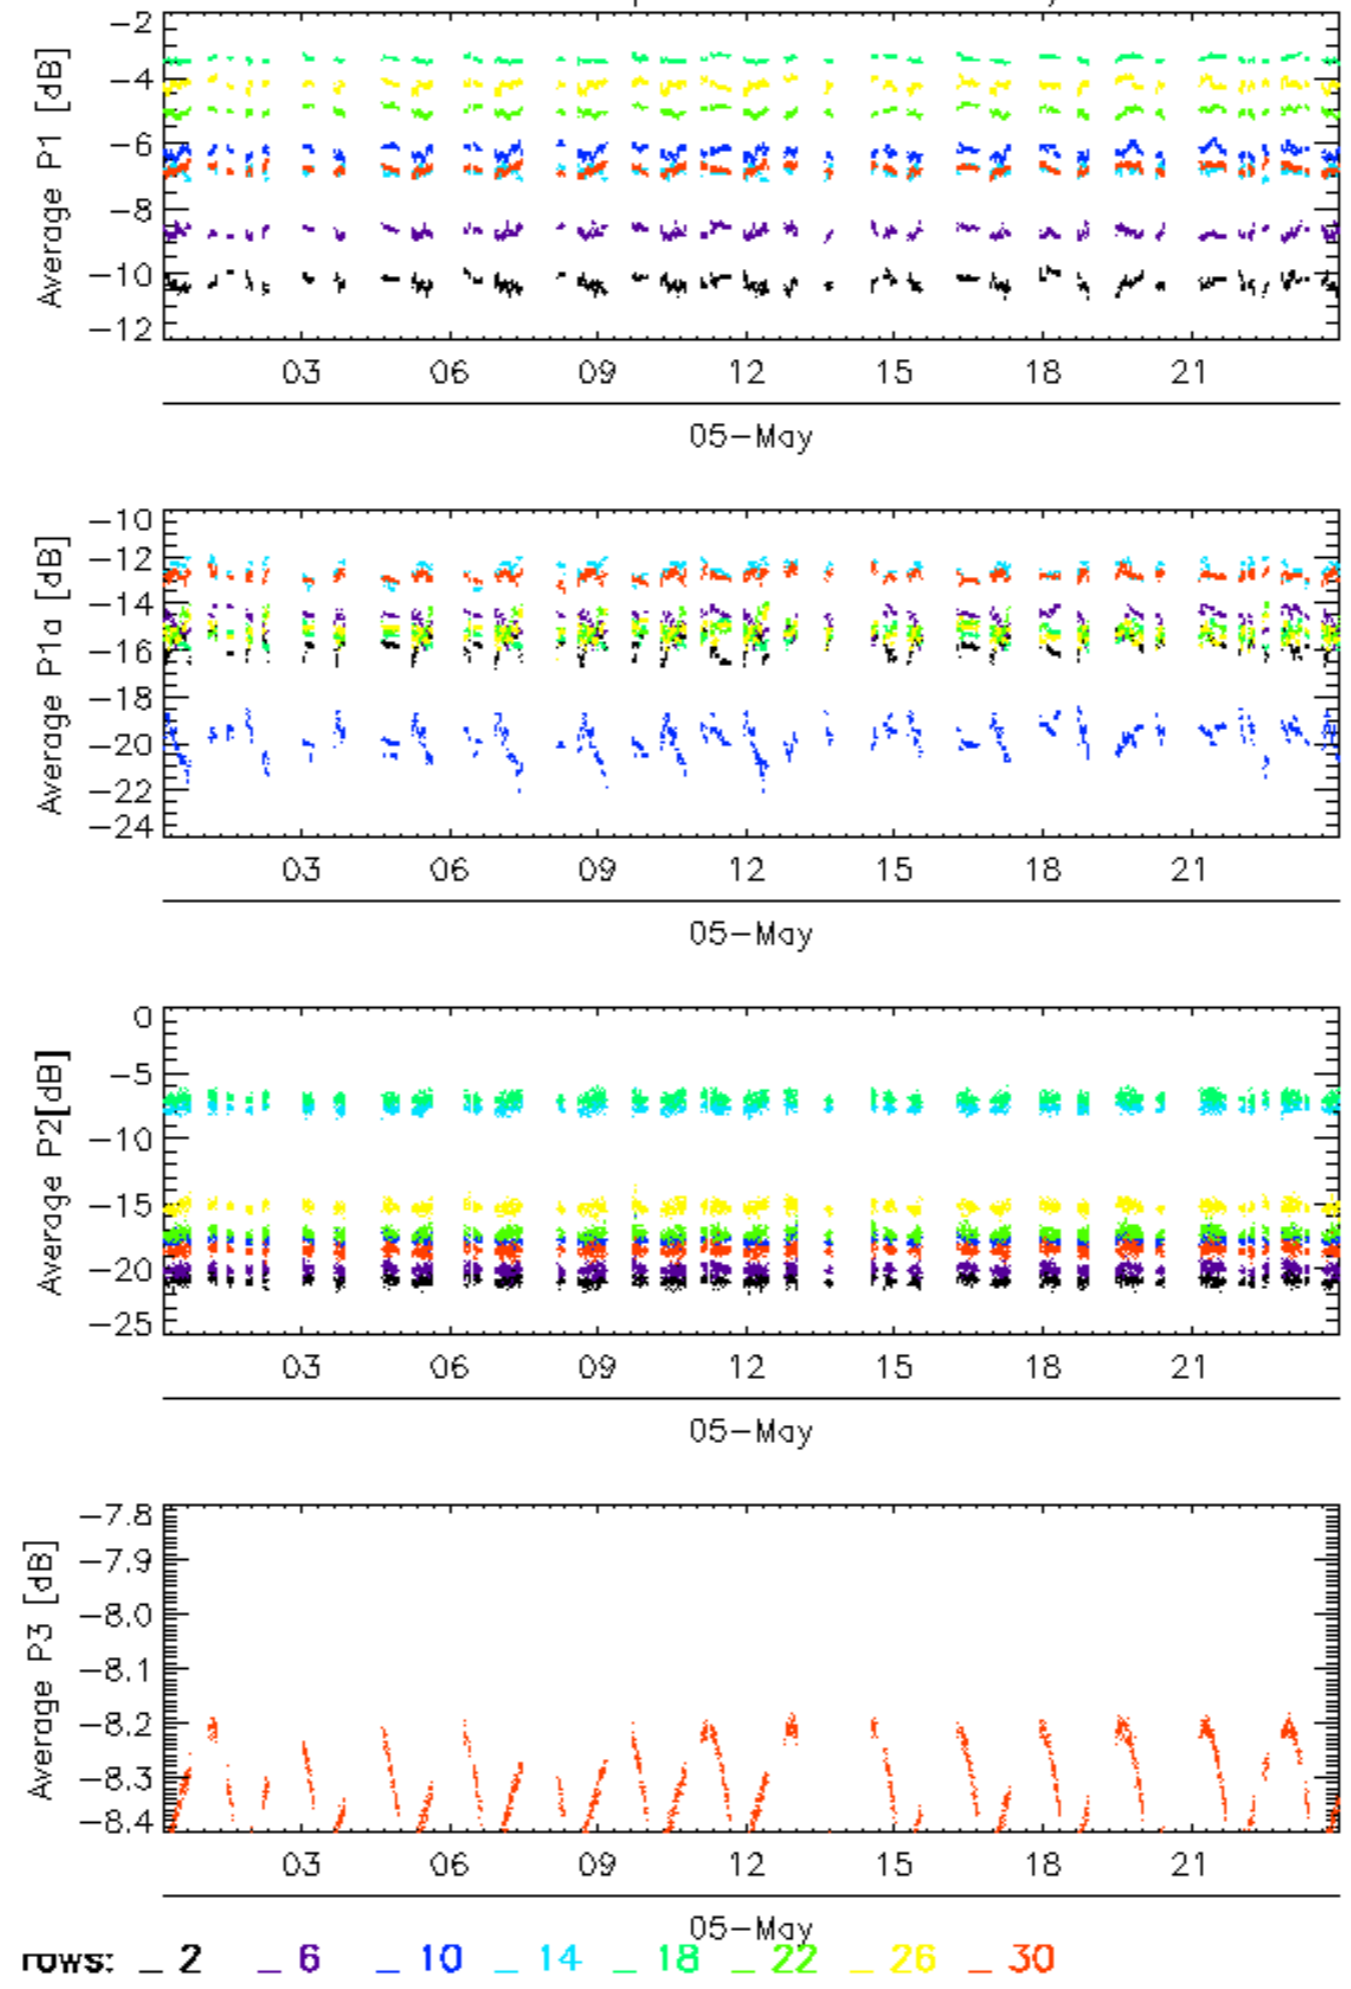 Average P1 [dB]
−2
−4
−6
−8
−10
−12
03 06 09 12 15 18 21
05−May
Average P1a [dB]
−10
−12
−14
−16
−18
−20
−22
−24
03 06 09 12 15 18 21
05−May
Average P2[dB]
0
−5
−10
−15
−20
−25
03 06 09 12 15 18 21
05−May
Average P3 [dB]
−7.8
−7.9
−8.0
−8.1
−8.2
−8.3
−8.4
03 06 09 12 15 18 21
05−May
rows: _ 2 _ 6 _ 10 _ 14 _ 18 _ 22 _ 26 _ 30